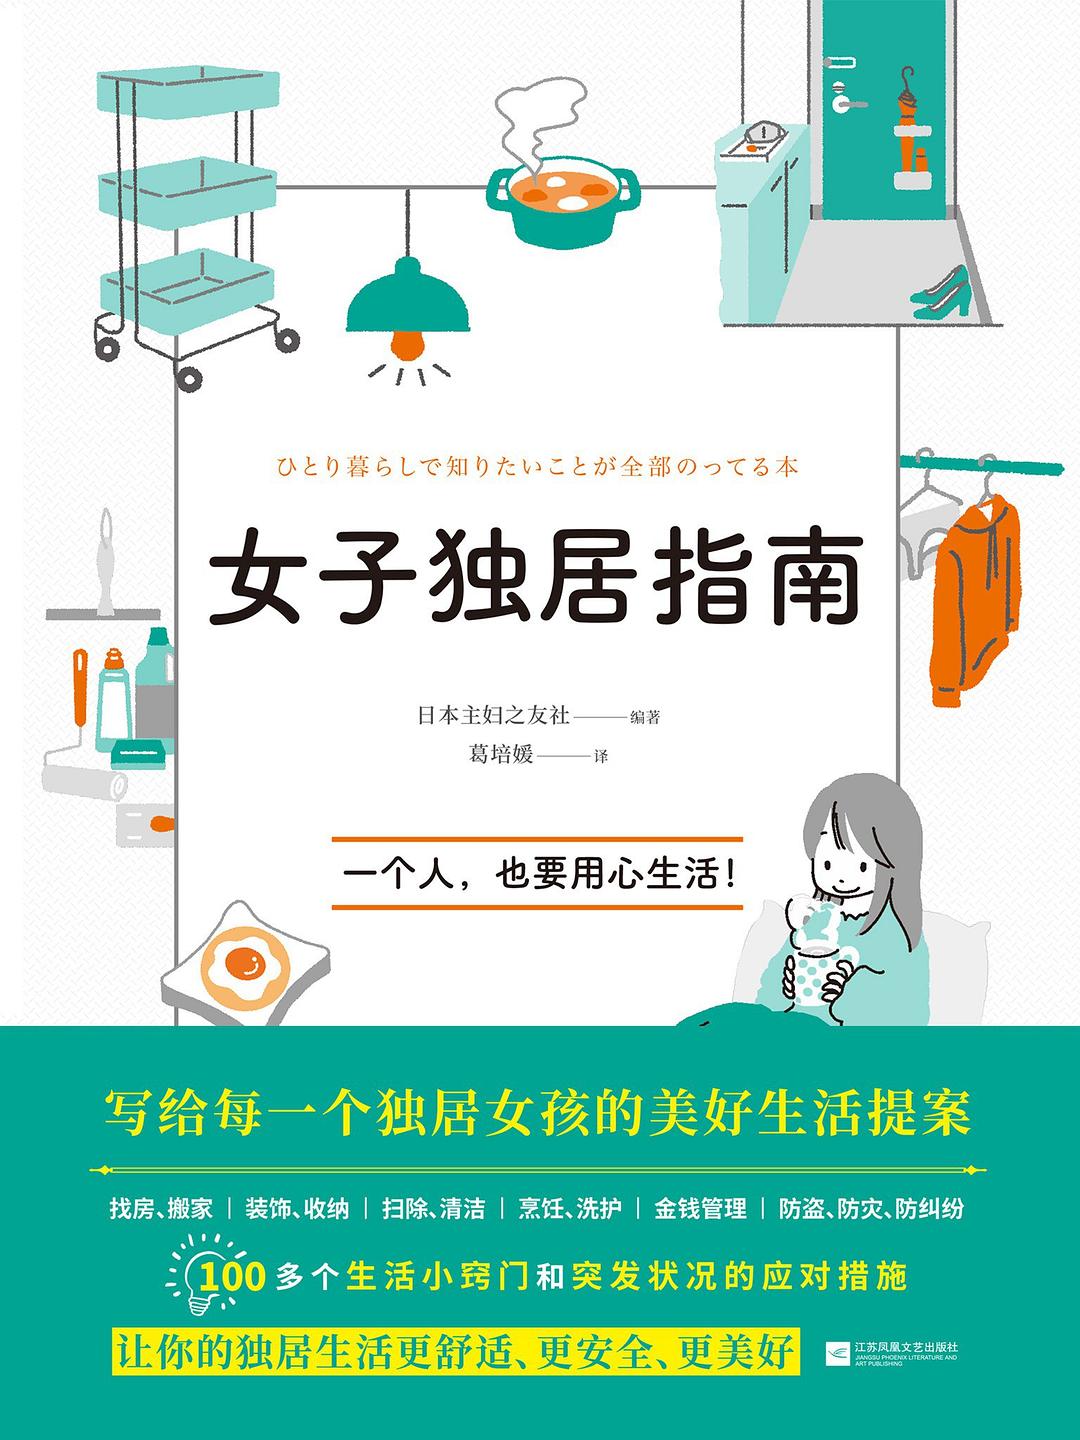 ひとり暮らしで知りたいことが全部のってる本
女子独居指南
日本主妇之友社——编著
葛培媛——译
一个人，也要用心生活！
写给每一个独居女孩的美好生活提案
找房、搬家｜装饰、收纳｜扫除、清洁｜烹饪、洗护｜金钱管理｜防盗、防灾、防纠纷
100多个生活小窍门和突发状况的应对措施
让你的独居生活更舒适、更安全、更美好
江苏凤凰文艺出版社
JIANGSU PHOENIX LITERATURE AND
ART PUBLISHING